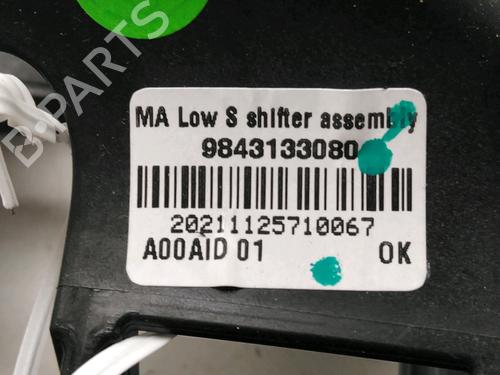 MA Low S shifter assembly
9843133080
20211125710067
A00AID 01 OK
B-PARTS